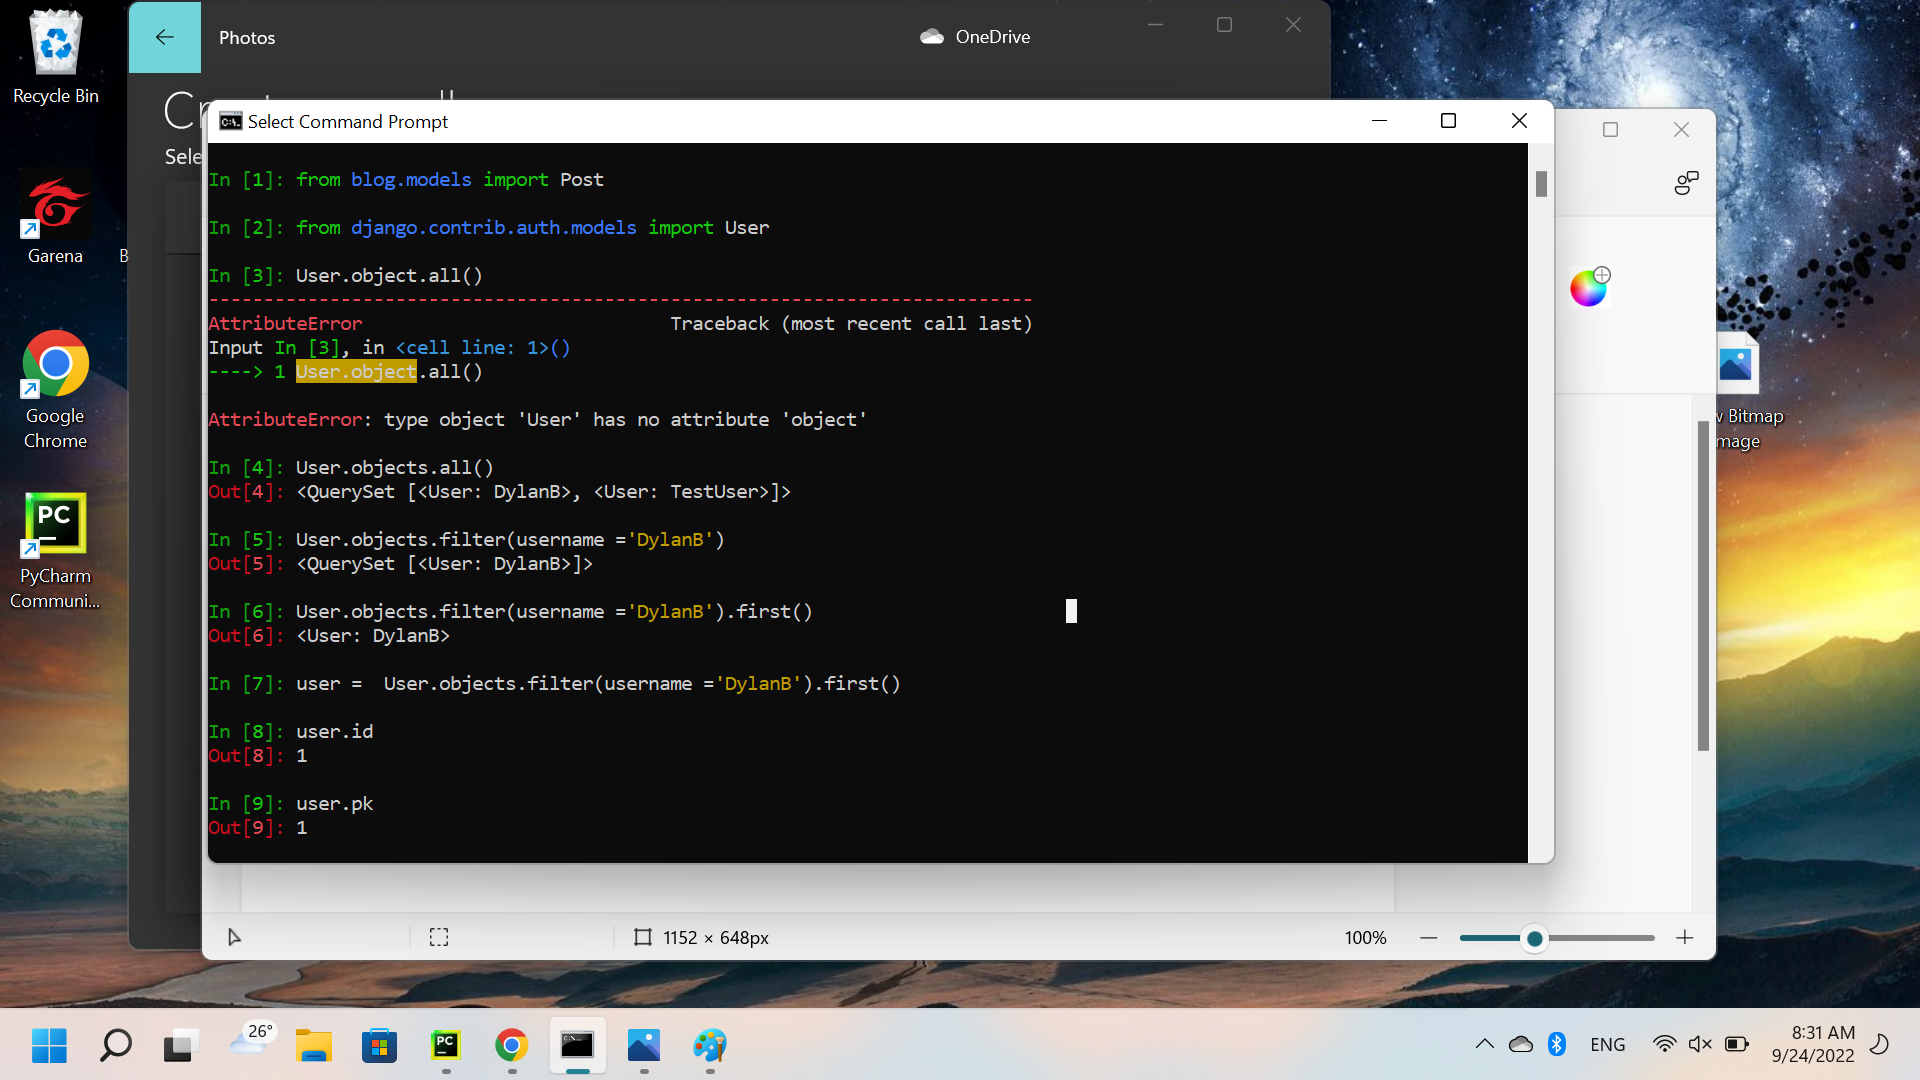 Photos
OneDrive
Recycle Bin
Sele
Select Command Prompt
In [1]: from blog.models import Post
In [2]: from django.contrib.auth.models import User
In [3]: User.object.all()
---------------------------------------------------------------------------
AttributeError Traceback (most recent call last)
Input In [3], in <cell line: 1>()
----> 1 User.object.all()
AttributeError: type object 'User' has no attribute 'object'
In [4]: User.objects.all()
Out[4]: <QuerySet [<User: DylanB>, <User: TestUser>]>
In [5]: User.objects.filter(username ='DylanB')
Out[5]: <QuerySet [<User: DylanB>]>
In [6]: User.objects.filter(username ='DylanB').first()
Out[6]: <User: DylanB>
In [7]: user =  User.objects.filter(username ='DylanB').first()
In [8]: user.id
Out[8]: 1
In [9]: user.pk
Out[9]: 1
Garena
B
Google
Chrome
PC
PyCharm
Communi...
Bitmap
mage
1152 × 648px
100%
26°
PC
ENG
8:31 AM
9/24/2022